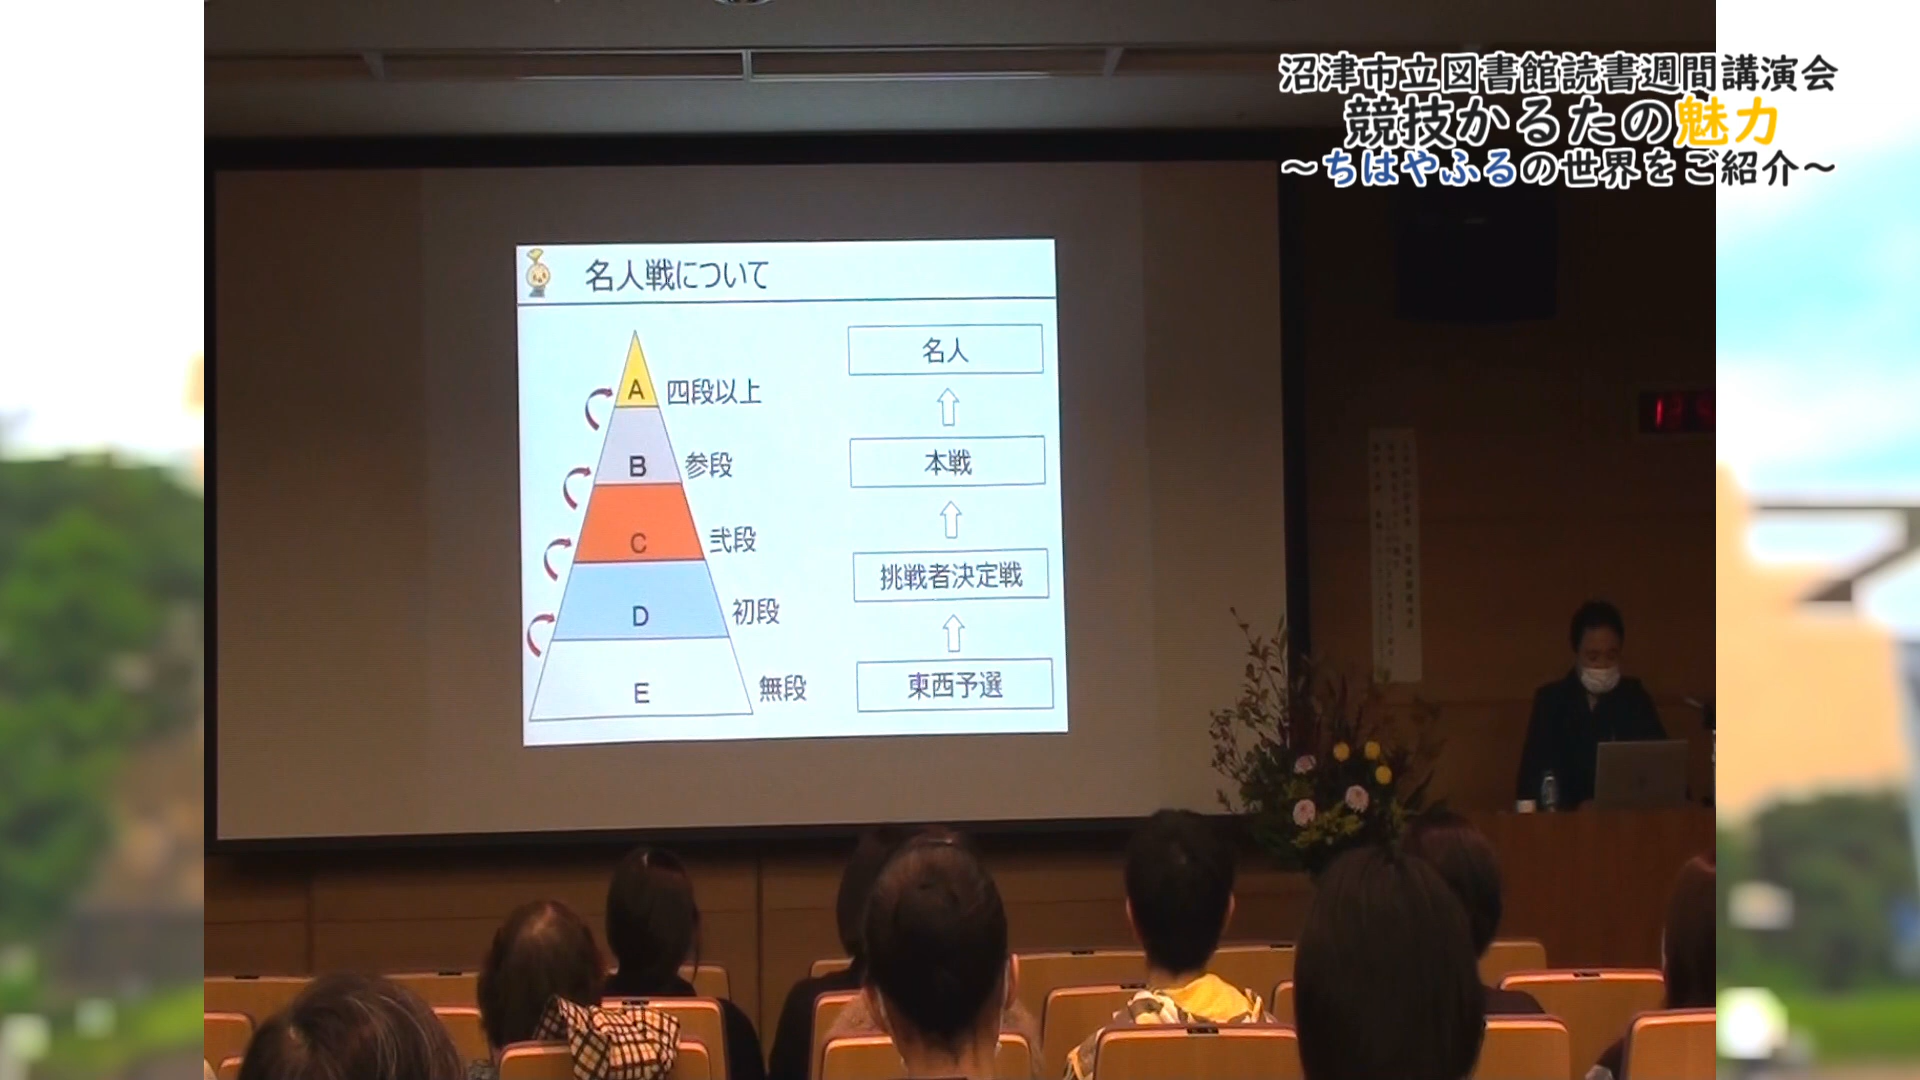 沼津市立図書館読書週間講演会
競技かるたの魅力
～ちはやふるの世界をご紹介～
名人戦について
A 四段以上
B 参段
C 弐段
D 初段
E 無段
名人
本戦
挑戦者決定戦
東西予選